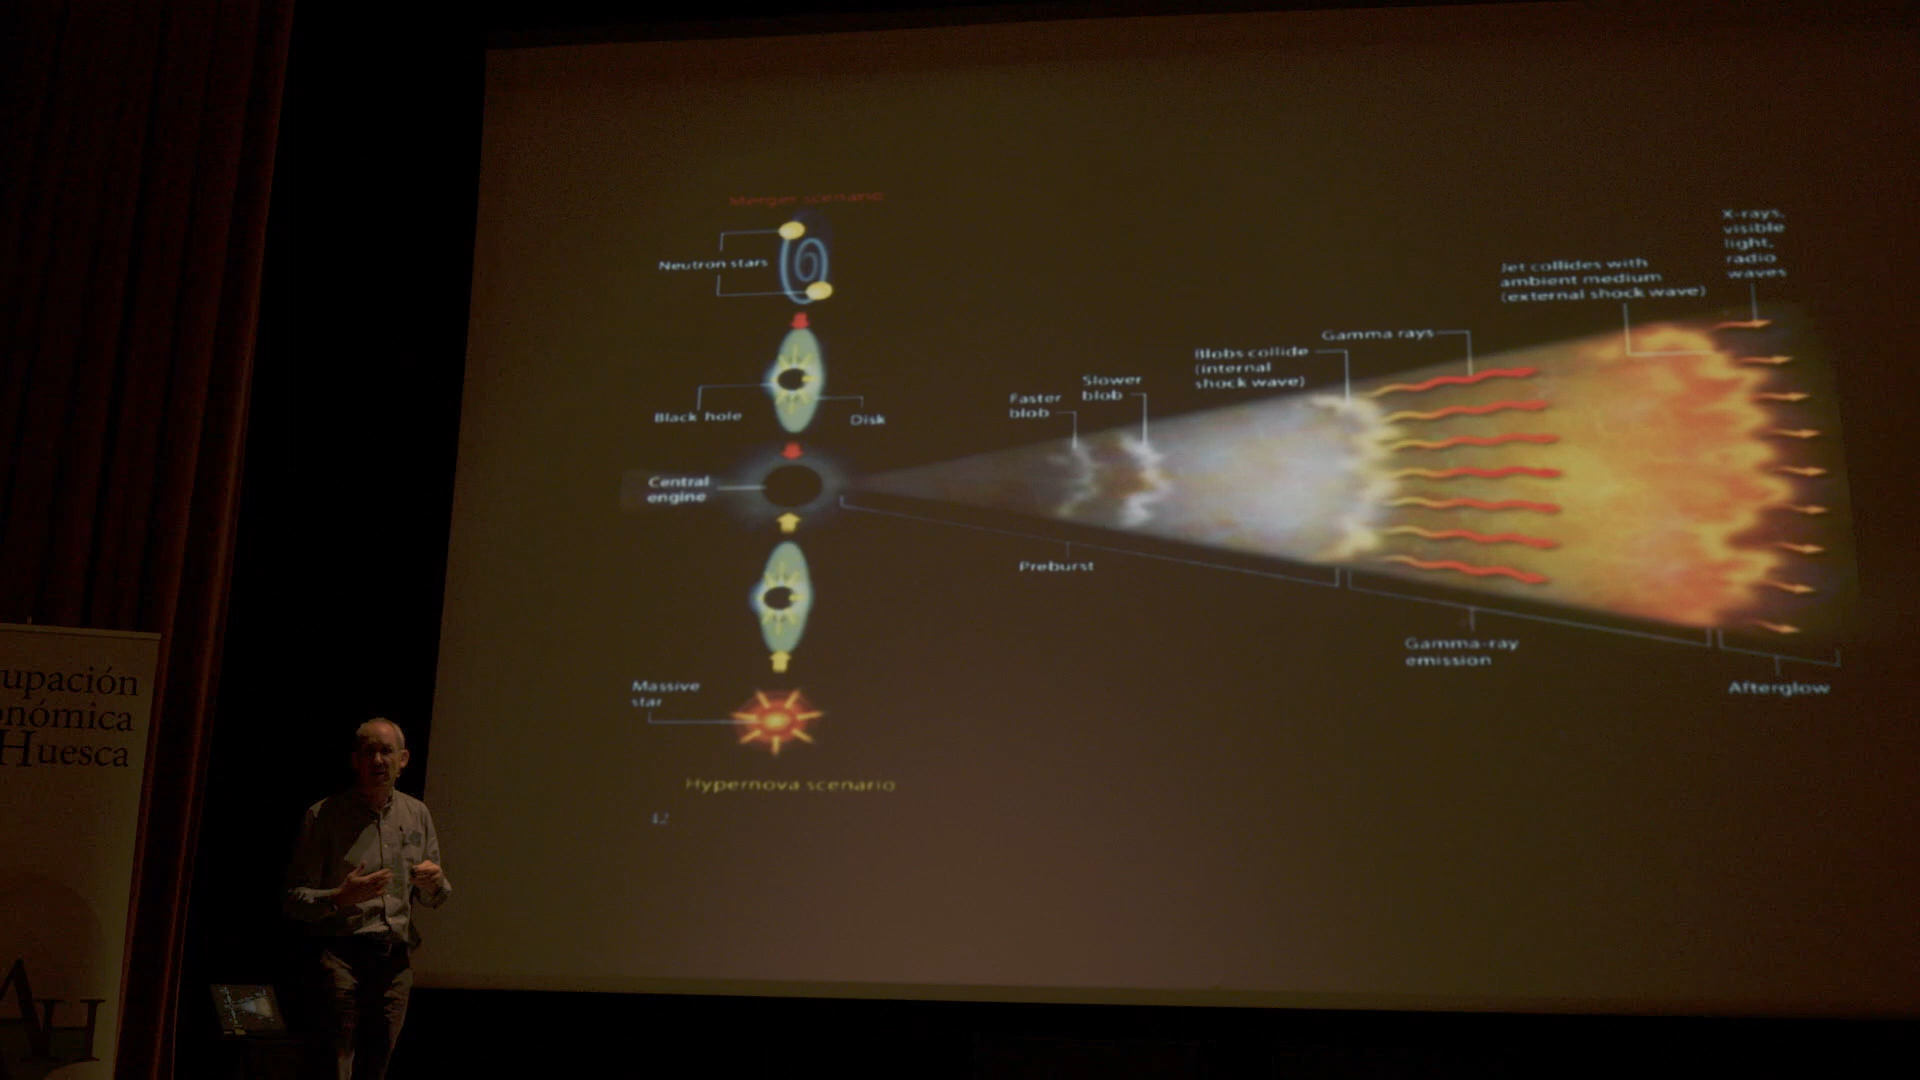 upación
onómica
Huesca
AH
Merger scenario
Neutron stars
Black hole
Disk
Central
engine
Massive
star
Hypernova scenario
12
Faster
blob
Slower
blob
Blobs collide
(internal
shock wave)
Gamma rays
Jet collides with
ambient medium
(external shock wave)
X-rays,
visible
light,
radio
waves
Preburst
Gamma-ray
emission
Afterglow